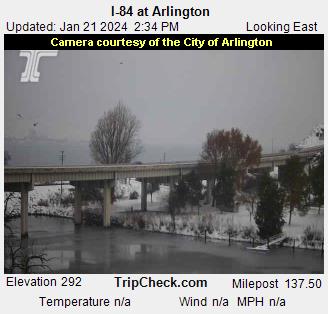 I-84 at Arlington
Updated: Jan 21 2024 2:34 PM Looking East
Camera courtesy of the City of Arlington
Elevation 292 TripCheck.com Milepost 137.50
Temperature n/a Wind n/a MPH n/a